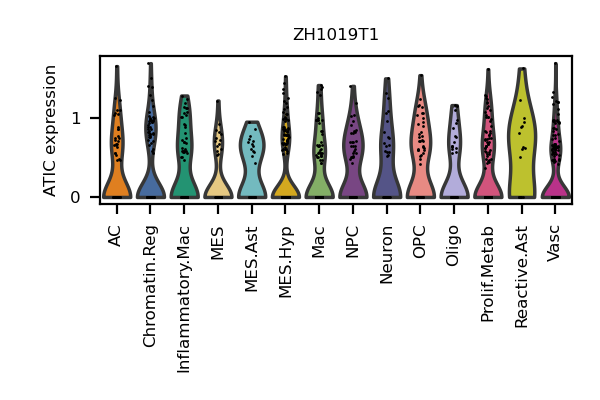 ZH1019T1
ATIC expression
1
0
AC
Chromatin.Reg
Inflammatory.Mac
MES
MES.Ast
MES.Hyp
Mac
NPC
Neuron
OPC
Oligo
Prolif.Metab
Reactive.Ast
Vasc